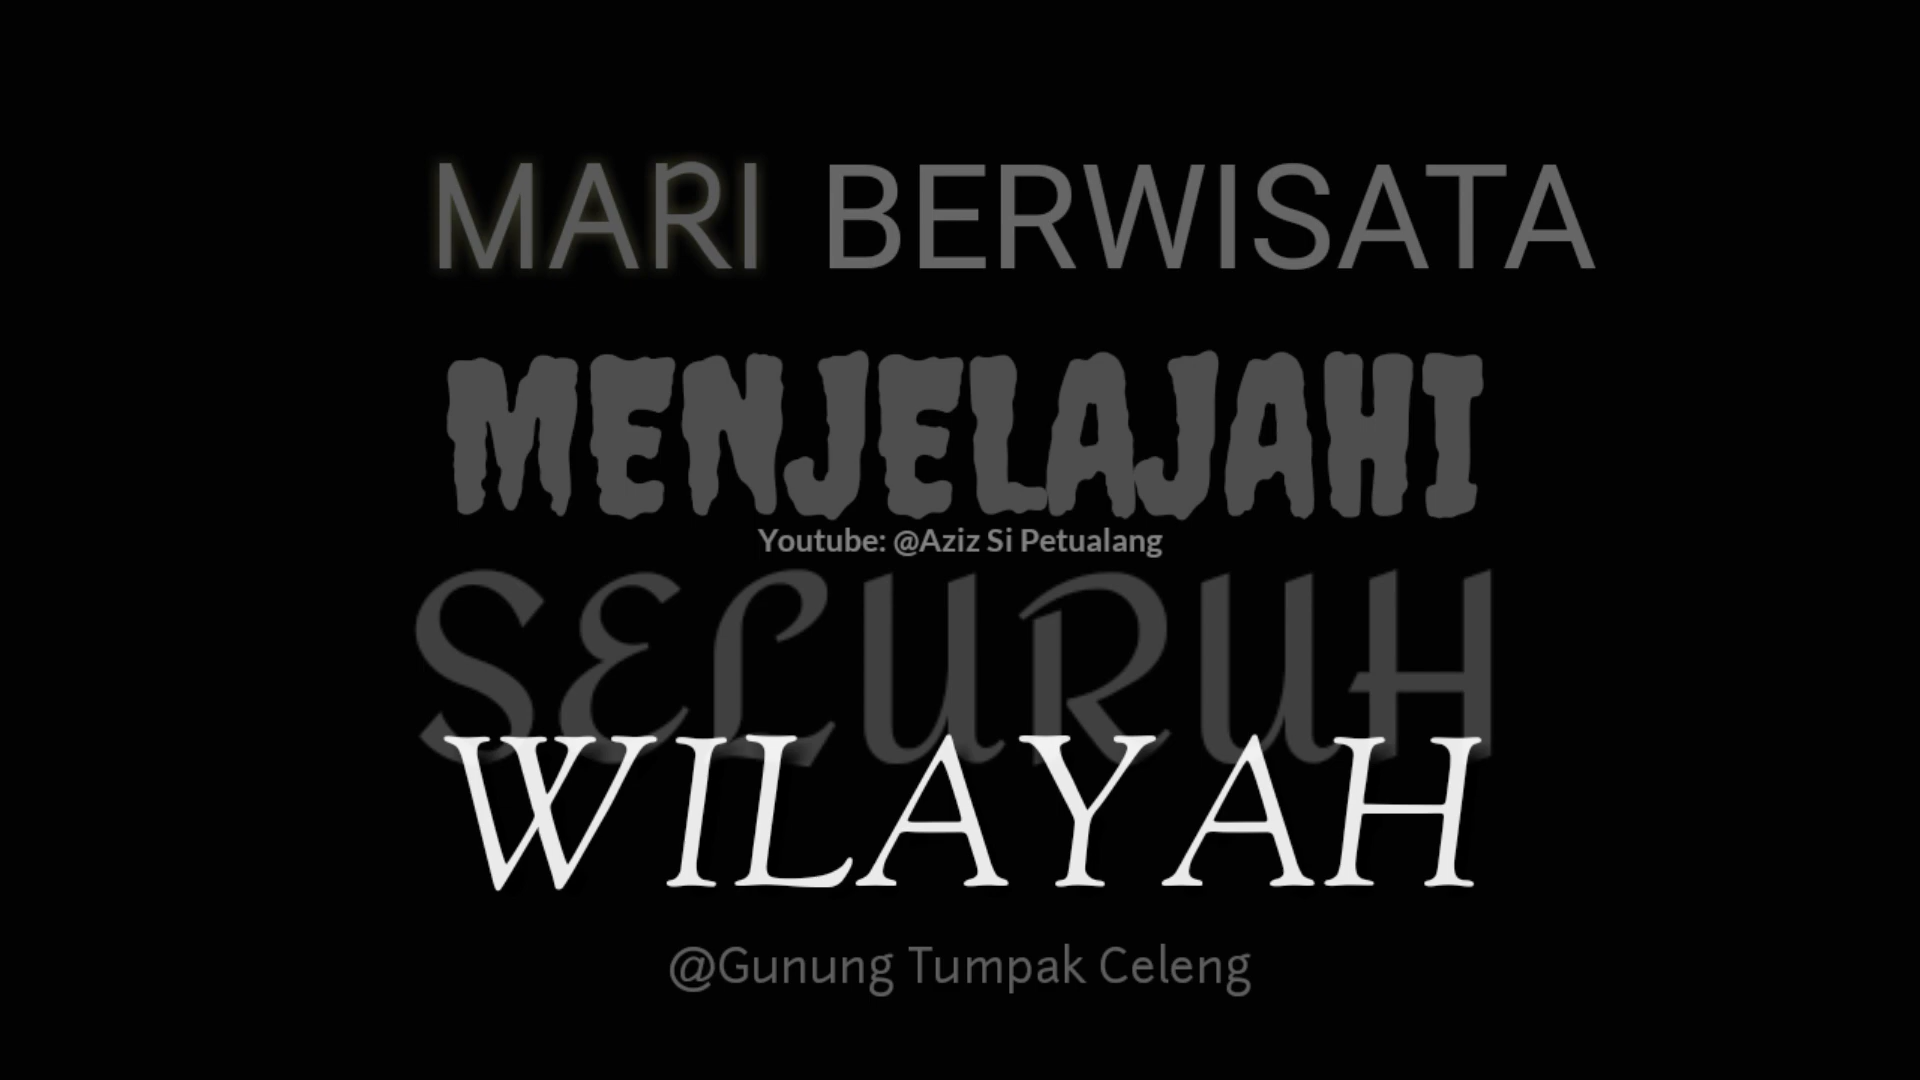 MARI BERWISATA
MENJELAJAHI
Youtube: @Aziz Si Petualang
SELURUH
WILAYAH
@Gunung Tumpak Celeng